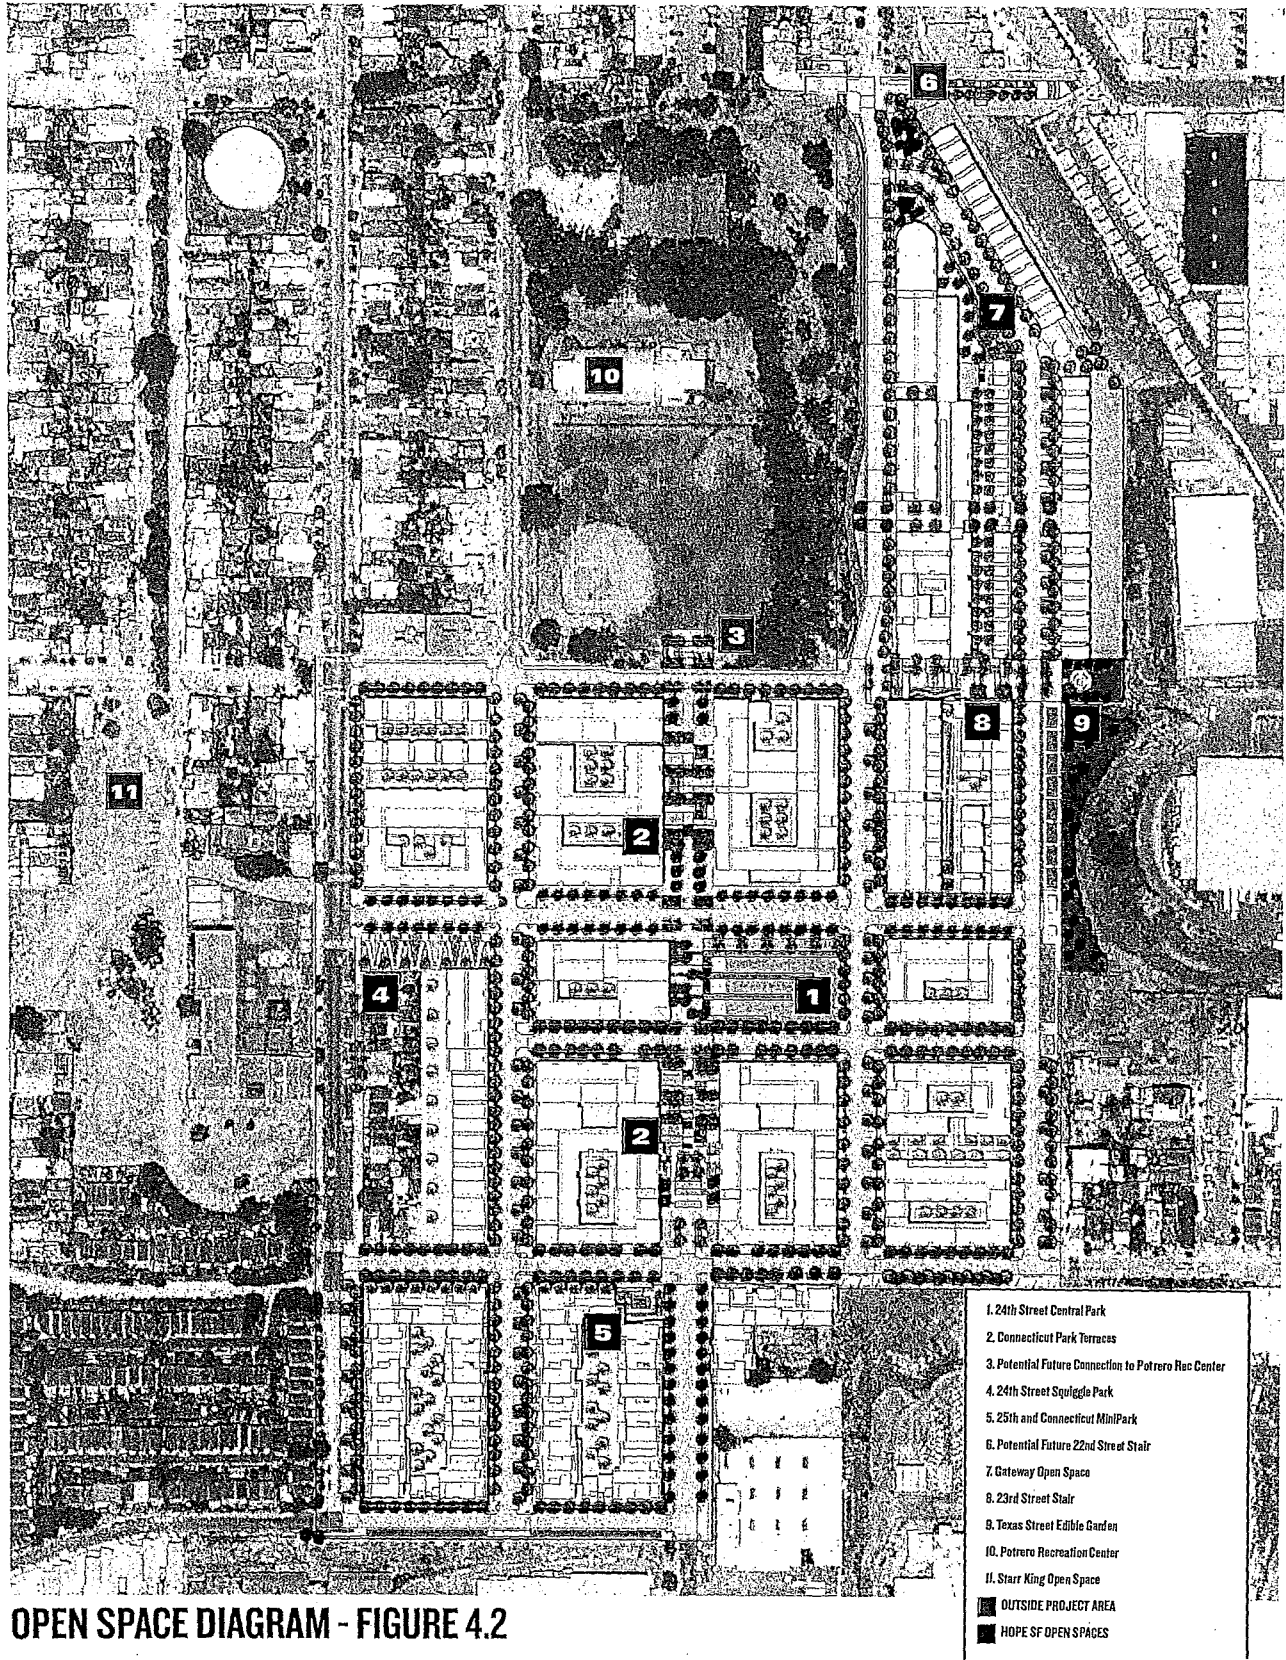 6
7
10
3
8
9
11
2
4
1
2
5
1. 24th Street Central Park
2. Connecticut Park Terraces
3. Potential Future Connection to Potrero Rec Center
4. 24th Street Squiggle Park
5. 25th and Connecticut MiniPark
6. Potential Future 22nd Street Stair
7. Gateway Open Space
8. 23rd Street Stair
9. Texas Street Edible Garden
10. Potrero Recreation Center
11. Starr King Open Space
OUTSIDE PROJECT AREA
HOPE SF OPEN SPACES
OPEN SPACE DIAGRAM - FIGURE 4.2